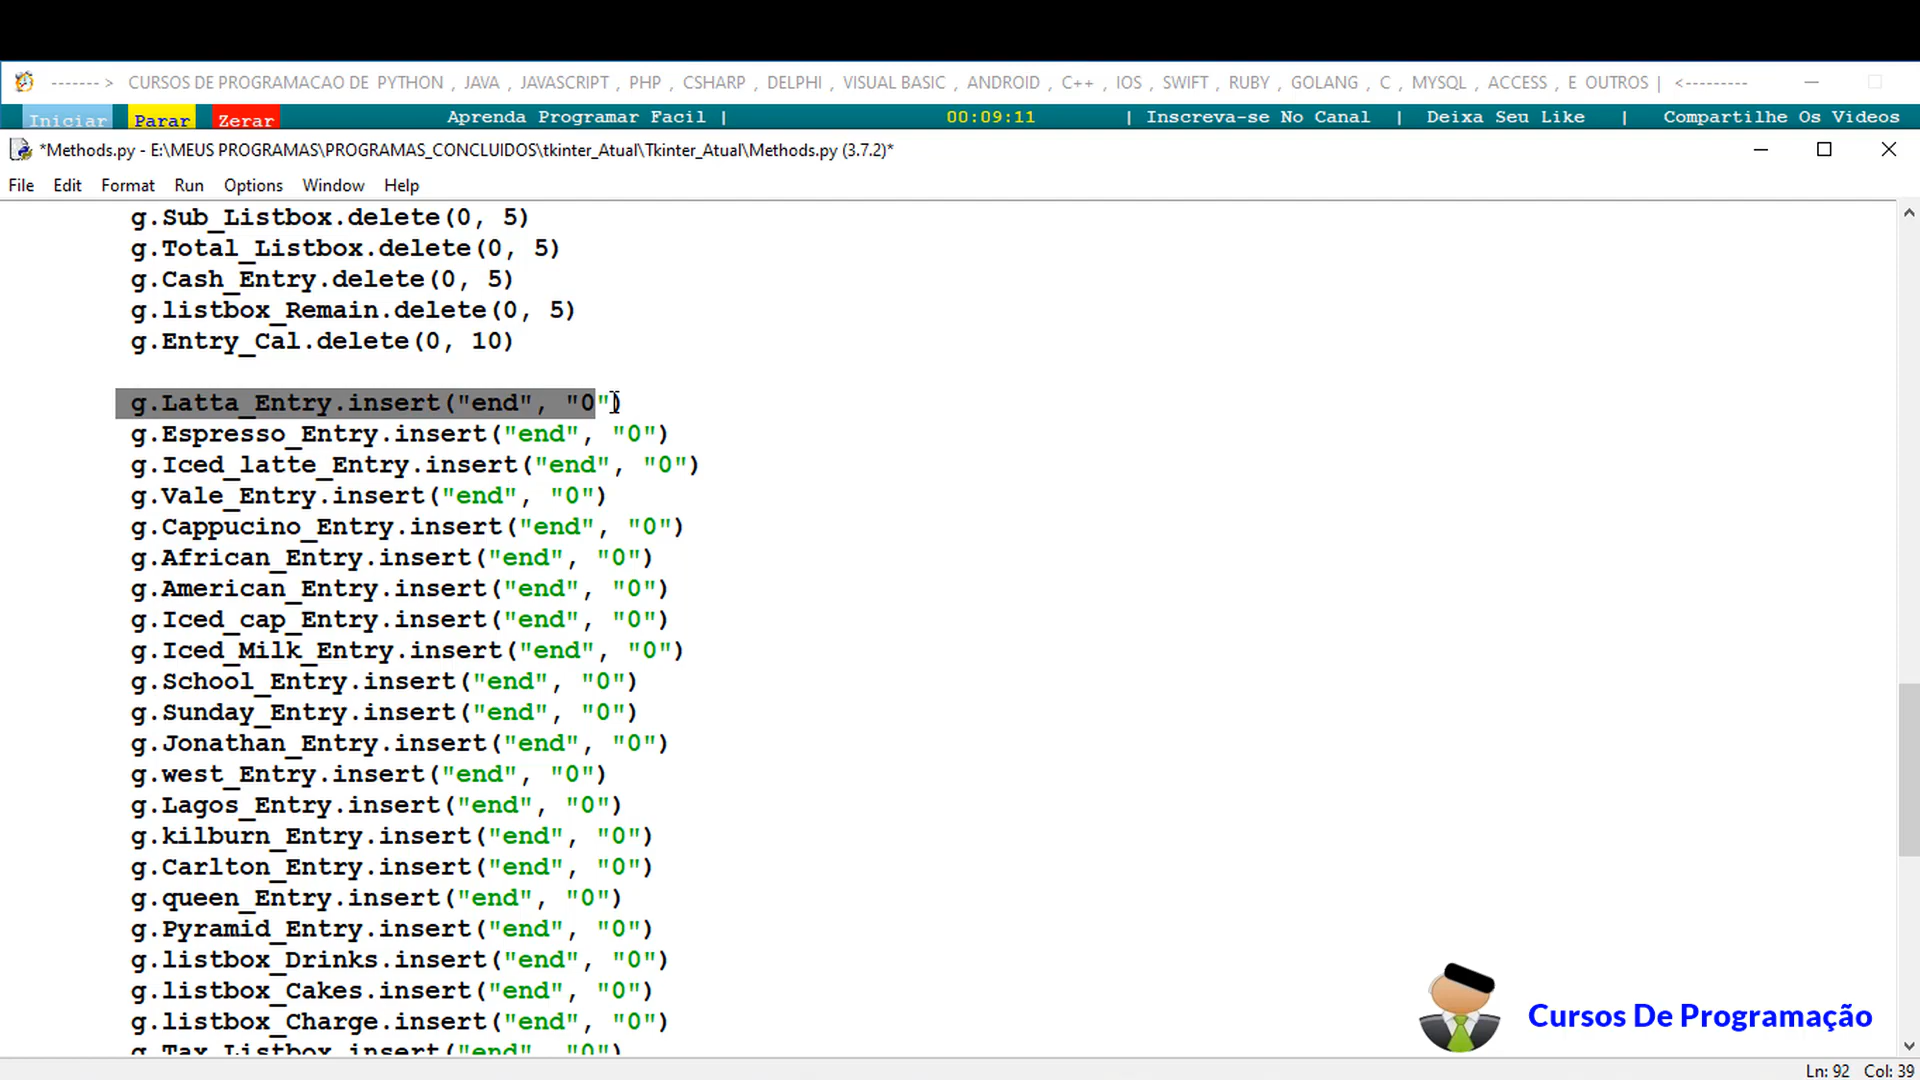 ------- > CURSOS DE PROGRAMACAO DE PYTHON , JAVA , JAVASCRIPT , PHP , CSHARP , DELPHI , VISUAL BASIC , ANDROID , C++ , IOS , SWIFT , RUBY , GOLANG , C , MYSQL , ACCESS , E OUTROS | <---------
Iniciar Parar Zerar Aprenda Programar Facil | 00:09:11 | Inscreva-se No Canal | Deixa Seu Like | Compartilhe Os Videos
*Methods.py - E:\MEUS PROGRAMAS\PROGRAMAS_CONCLUIDOS\tkinter_Atual\Tkinter_Atual\Methods.py (3.7.2)*
File Edit Format Run Options Window Help
g.Sub_Listbox.delete(0, 5)
g.Total_Listbox.delete(0, 5)
g.Cash_Entry.delete(0, 5)
g.listbox_Remain.delete(0, 5)
g.Entry_Cal.delete(0, 10)
g.Latta_Entry.insert("end", "0")
g.Espresso_Entry.insert("end", "0")
g.Iced_latte_Entry.insert("end", "0")
g.Vale_Entry.insert("end", "0")
g.Cappucino_Entry.insert("end", "0")
g.African_Entry.insert("end", "0")
g.American_Entry.insert("end", "0")
g.Iced_cap_Entry.insert("end", "0")
g.Iced_Milk_Entry.insert("end", "0")
g.School_Entry.insert("end", "0")
g.Sunday_Entry.insert("end", "0")
g.Jonathan_Entry.insert("end", "0")
g.west_Entry.insert("end", "0")
g.Lagos_Entry.insert("end", "0")
g.kilburn_Entry.insert("end", "0")
g.Carlton_Entry.insert("end", "0")
g.queen_Entry.insert("end", "0")
g.Pyramid_Entry.insert("end", "0")
g.listbox_Drinks.insert("end", "0")
g.listbox_Cakes.insert("end", "0")
g.listbox_Charge.insert("end", "0")
g.Tax_Listbox.insert("end", "0")
Cursos De Programação
Ln: 92 Col: 39